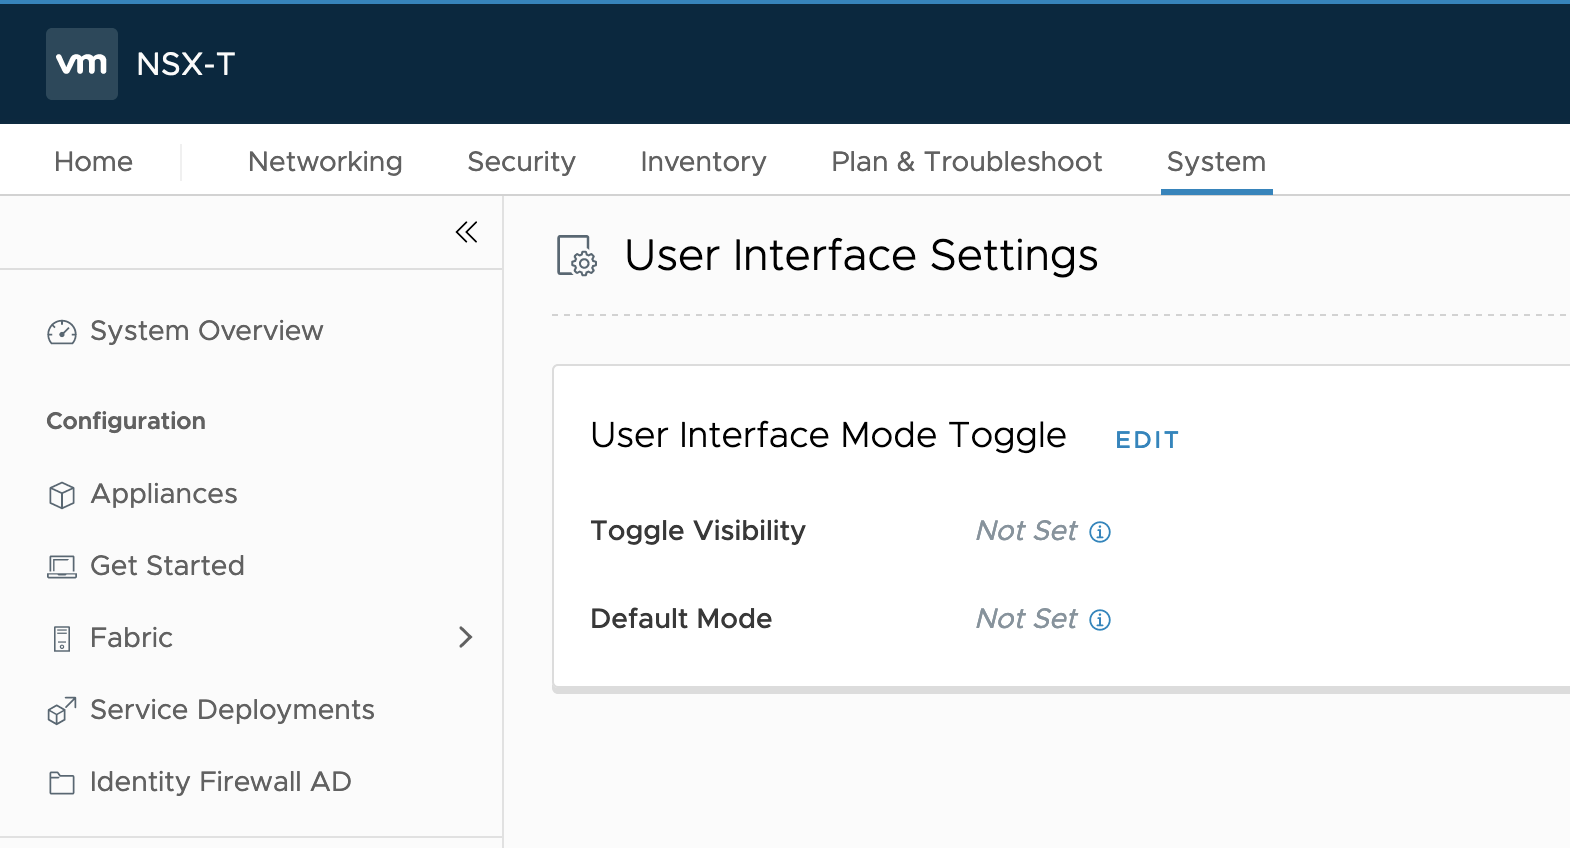 vm NSX-T
Home Networking Security Inventory Plan & Troubleshoot System
User Interface Settings
System Overview
Configuration
Appliances
Get Started
Fabric
Service Deployments
Identity Firewall AD
User Interface Mode Toggle EDIT
Toggle Visibility Not Set
Default Mode Not Set